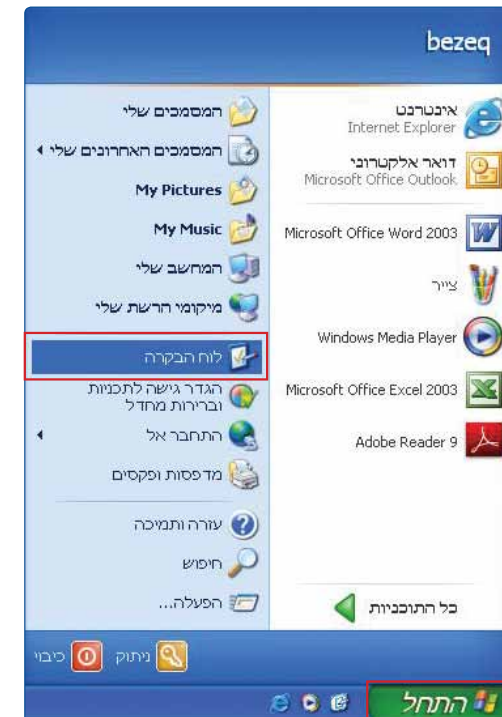 bezeq
אינטרנט
Internet Explorer
דואר אלקטרוני
Microsoft Office Outlook
Microsoft Office Word 2003
צייר
Windows Media Player
Microsoft Office Excel 2003
Adobe Reader 9
כל התוכניות
המסמכים שלי
המסמכים האחרונים שלי
My Pictures
My Music
המחשב שלי
מיקומי הרשת שלי
לוח הבקרה
הגדר גישה לתכניות
וברירות מחדל
התחבר אל
מדפסות ופקסים
עזרה ותמיכה
חיפוש
הפעלה...
ניתוק
כיבוי
התחל